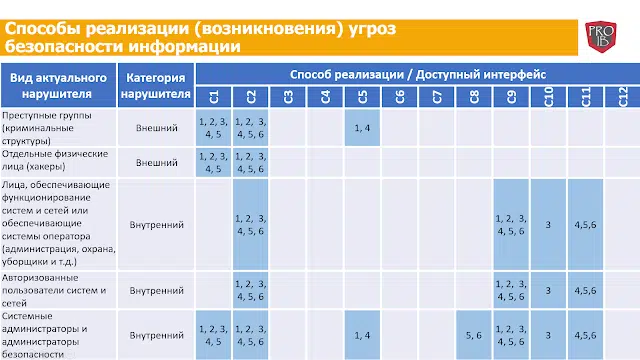 Способы реализации (возникновения) угроз
безопасности информации
PRO
IB
Вид актуального
нарушителя
Категория
нарушителя
Способ реализации / Доступный интерфейс
С1 С2 С3 С4 С5 С6 С7 С8 С9 С10 С11 С12
Преступные группы
(криминальные
структуры)
Внешний
1, 2, 3,
4, 5
1, 2, 3,
4, 5, 6
1, 4
Отдельные физические
лица (хакеры)
Внешний
1, 2, 3,
4, 5
1, 2, 3,
4, 5, 6
Лица, обеспечивающие
функционирование
систем и сетей или
обеспечивающие
системы оператора
(администрация, охрана,
уборщики и т.д.)
Внутренний
1, 2, 3,
4, 5, 6
1, 2, 3,
4, 5, 6
3
4,5,6
Авторизованные
пользователи систем и
сетей
Внутренний
1, 2, 3,
4, 5, 6
1, 2, 3,
4, 5, 6
3
4,5,6
Системные
администраторы и
администраторы
безопасности
Внутренний
1, 2, 3,
4, 5
1, 2, 3,
4, 5, 6
1, 4
5, 6
1, 2, 3,
4, 5, 6
3
4,5,6